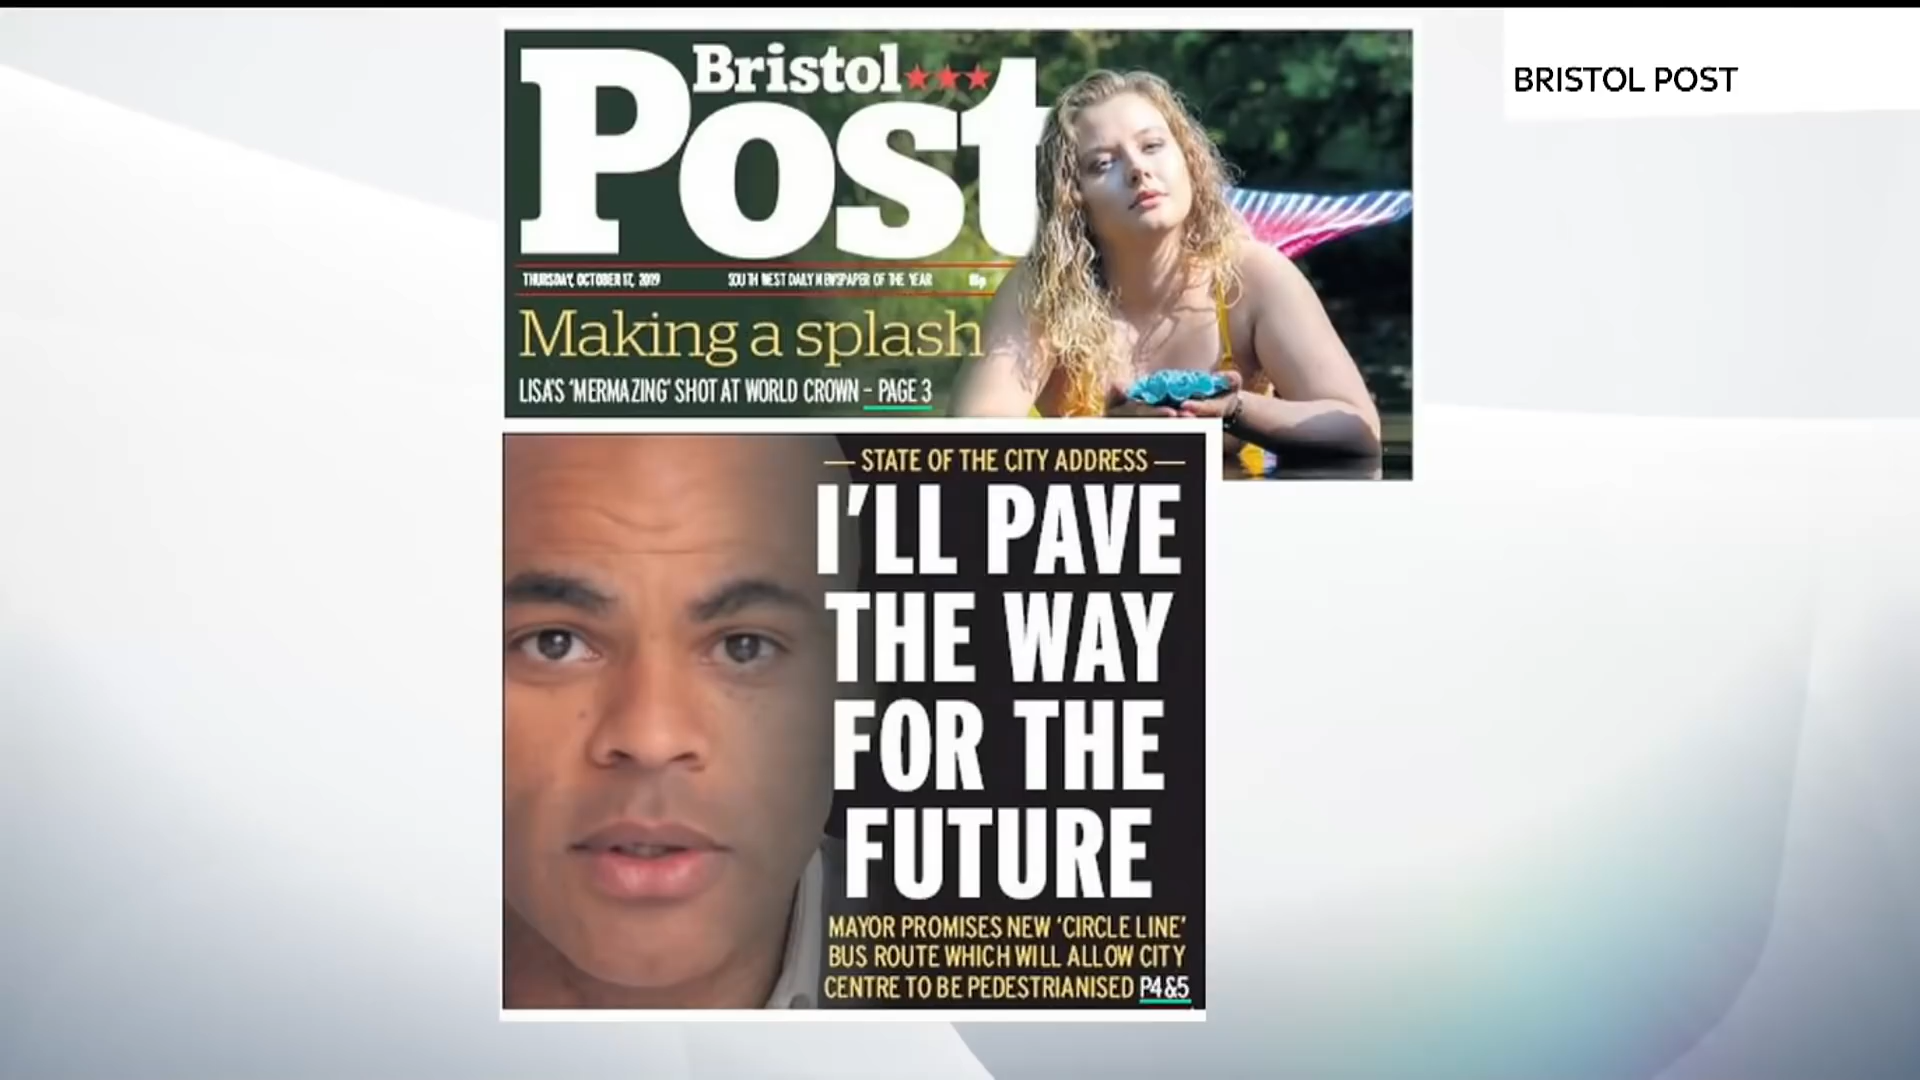 BRISTOL POST
Bristol
Post
THURSDAY, OCTOBER 17, 2019 SOUTH WEST DAILY NEWSPAPER OF THE YEAR
Making a splash
LISA'S 'MERMAZING' SHOT AT WORLD CROWN - PAGE 3
— STATE OF THE CITY ADDRESS —
I'LL PAVE
THE WAY
FOR THE
FUTURE
MAYOR PROMISES NEW 'CIRCLE LINE'
BUS ROUTE WHICH WILL ALLOW CITY
CENTRE TO BE PEDESTRIANISED P4&5